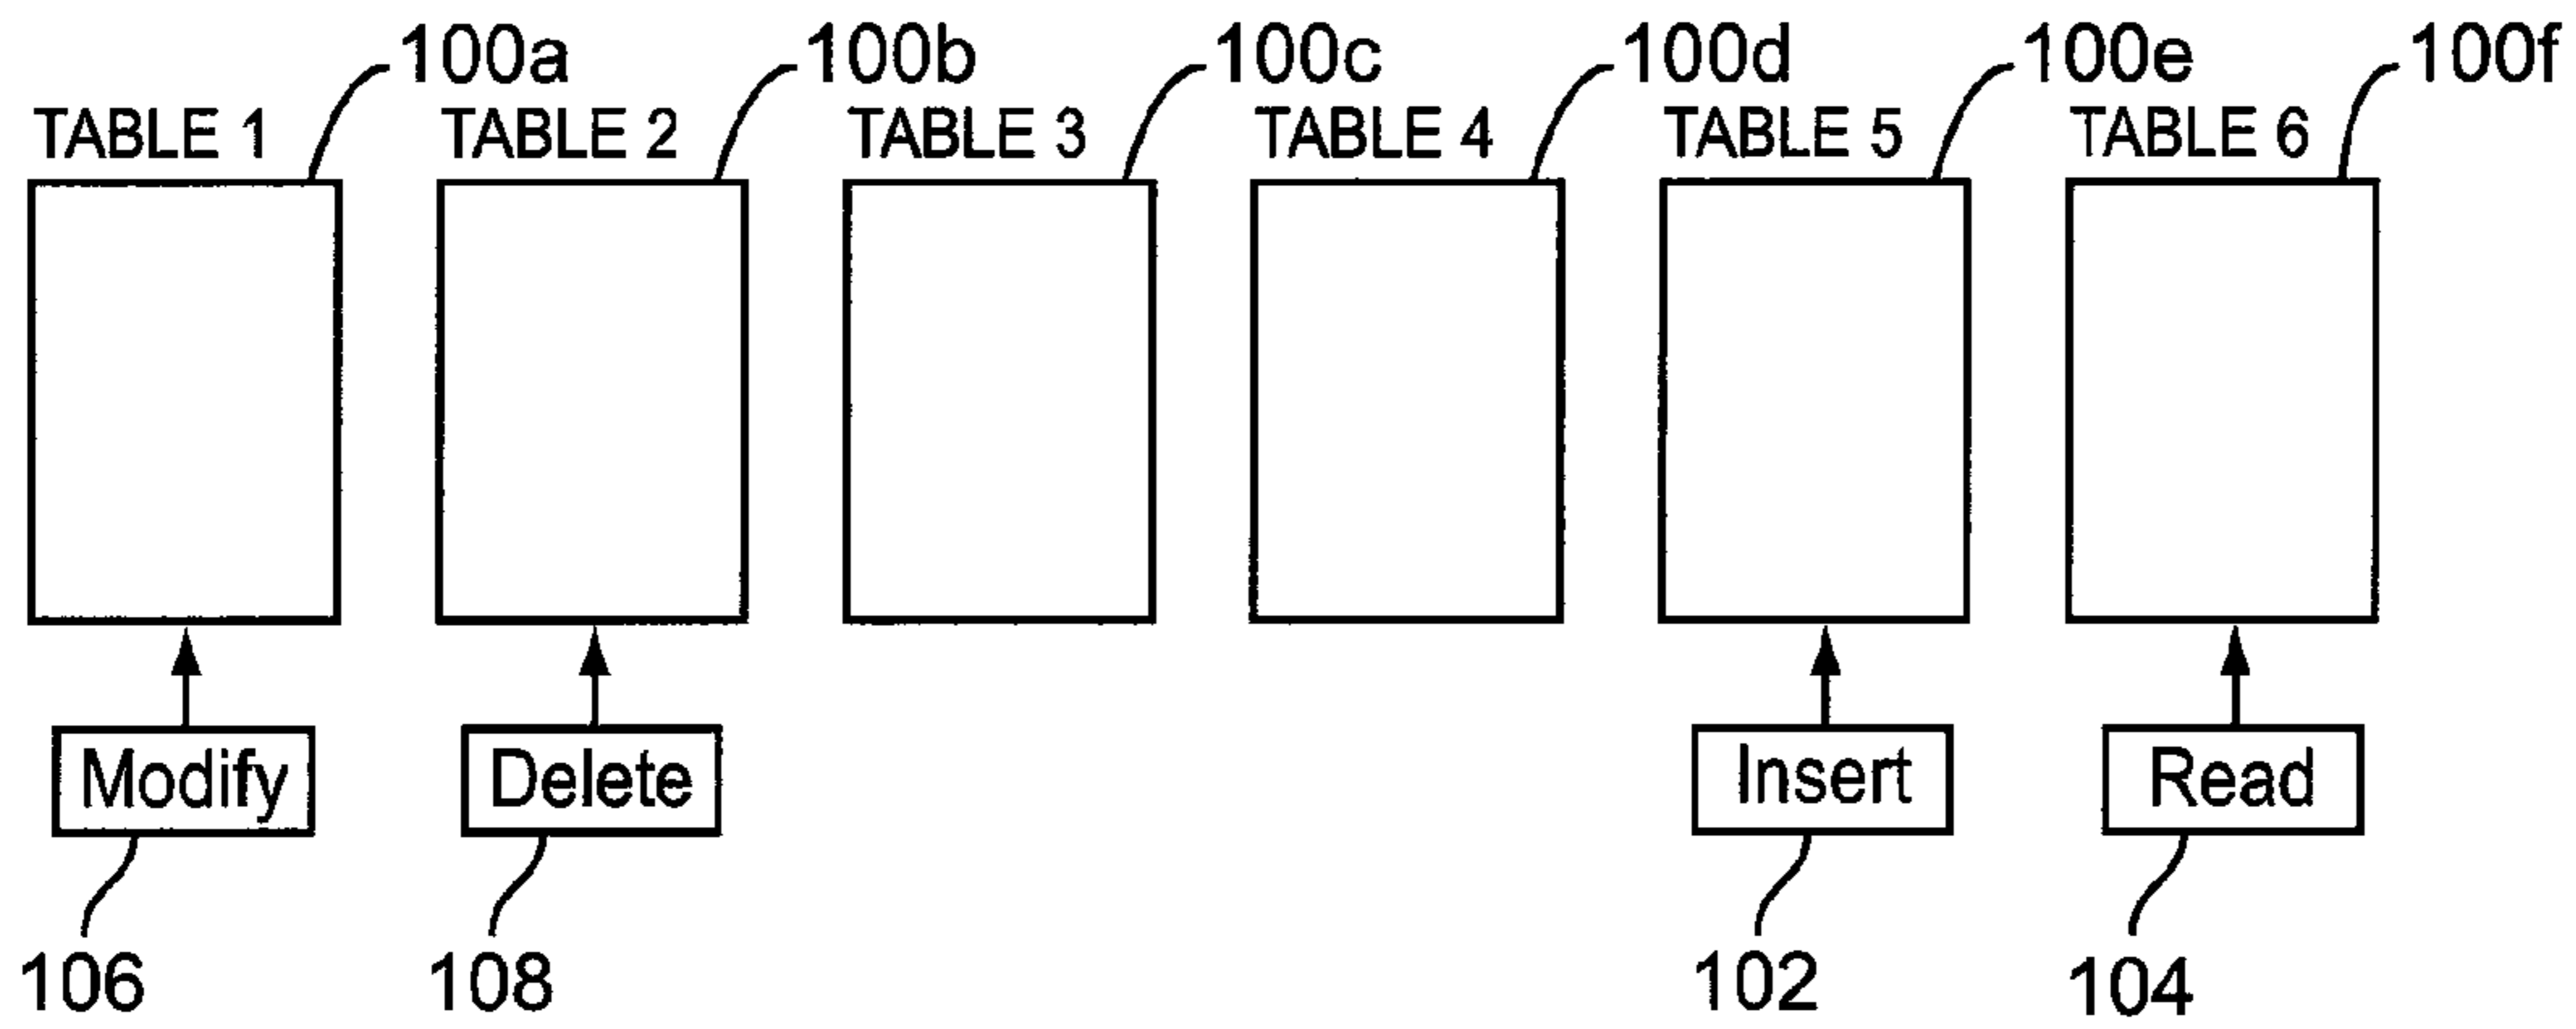 100a 100b 100c 100d 100e 100f
TABLE 1 TABLE 2 TABLE 3 TABLE 4 TABLE 5 TABLE 6
Modify Delete Insert Read
106 108 102 104